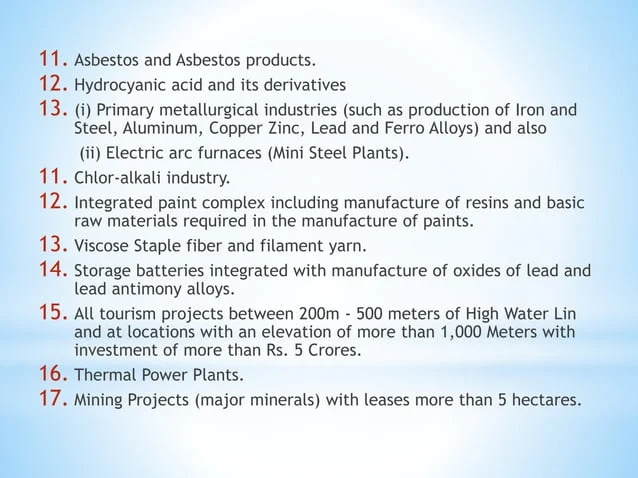 11. Asbestos and Asbestos products.
12. Hydrocyanic acid and its derivatives
13. (i) Primary metallurgical industries (such as production of Iron and
Steel, Aluminum, Copper Zinc, Lead and Ferro Alloys) and also
(ii) Electric arc furnaces (Mini Steel Plants).
11. Chlor-alkali industry.
12. Integrated paint complex including manufacture of resins and basic
raw materials required in the manufacture of paints.
13. Viscose Staple fiber and filament yarn.
14. Storage batteries integrated with manufacture of oxides of lead and
lead antimony alloys.
15. All tourism projects between 200m - 500 meters of High Water Lin
and at locations with an elevation of more than 1,000 Meters with
investment of more than Rs. 5 Crores.
16. Thermal Power Plants.
17. Mining Projects (major minerals) with leases more than 5 hectares.